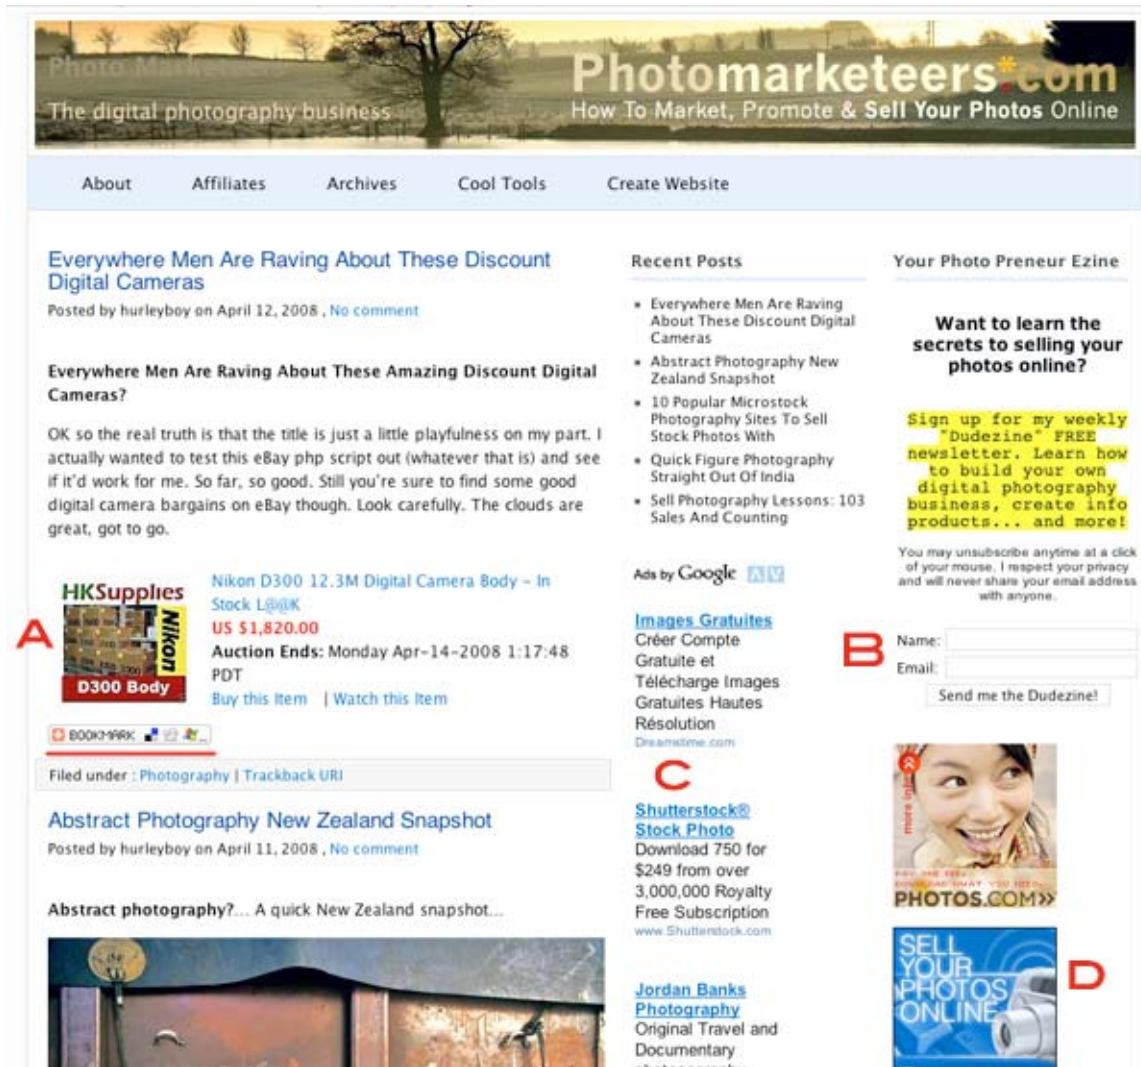 Photo Marketeers
The digital photography business
Photomarketeers*.com
How To Market, Promote & Sell Your Photos Online
About Affiliates Archives Cool Tools Create Website
Everywhere Men Are Raving About These Discount
Digital Cameras
Posted by hurleyboy on April 12, 2008 , No comment
Everywhere Men Are Raving About These Amazing Discount Digital
Cameras?
OK so the real truth is that the title is just a little playfulness on my part. I
actually wanted to test this eBay php script out (whatever that is) and see
if it'd work for me. So far, so good. Still you're sure to find some good
digital camera bargains on eBay though. Look carefully. The clouds are
great, got to go.
A
HKSupplies
Nikon
D300 Body
Nikon D300 12.3M Digital Camera Body – In
Stock L@@K
US $1,820.00
Auction Ends: Monday Apr-14-2008 1:17:48
PDT
Buy this Item | Watch this Item
BOOKMARK
Filed under : Photography | Trackback URI
Abstract Photography New Zealand Snapshot
Posted by hurleyboy on April 11, 2008 , No comment
Abstract photography?... A quick New Zealand snapshot...
Recent Posts
Everywhere Men Are Raving
About These Discount Digital
Cameras
Abstract Photography New
Zealand Snapshot
10 Popular Microstock
Photography Sites To Sell
Stock Photos With
Quick Figure Photography
Straight Out Of India
Sell Photography Lessons: 103
Sales And Counting
Ads by Google
Images Gratuites
Créer Compte
Gratuite et
Télécharge Images
Gratuites Hautes
Résolution
Dreamstime.com
C
Shutterstock®
Stock Photo
Download 750 for
$249 from over
3,000,000 Royalty
Free Subscription
www.Shutterstock.com
Jordan Banks
Photography
Original Travel and
Documentary
Your Photo Preneur Ezine
Want to learn the
secrets to selling your
photos online?
Sign up for my weekly
"Dudezine" FREE
newsletter. Learn how
to build your own
digital photography
business, create info
products... and more!
You may unsubscribe anytime at a click
of your mouse. I respect your privacy
and will never share your email address
with anyone.
B
Name:
Email:
Send me the Dudezine!
more info
PAY ONE FEE.
DOWNLOAD WHAT YOU NEED.
PHOTOS.COM>>
SELL
YOUR
PHOTOS
ONLINE
D